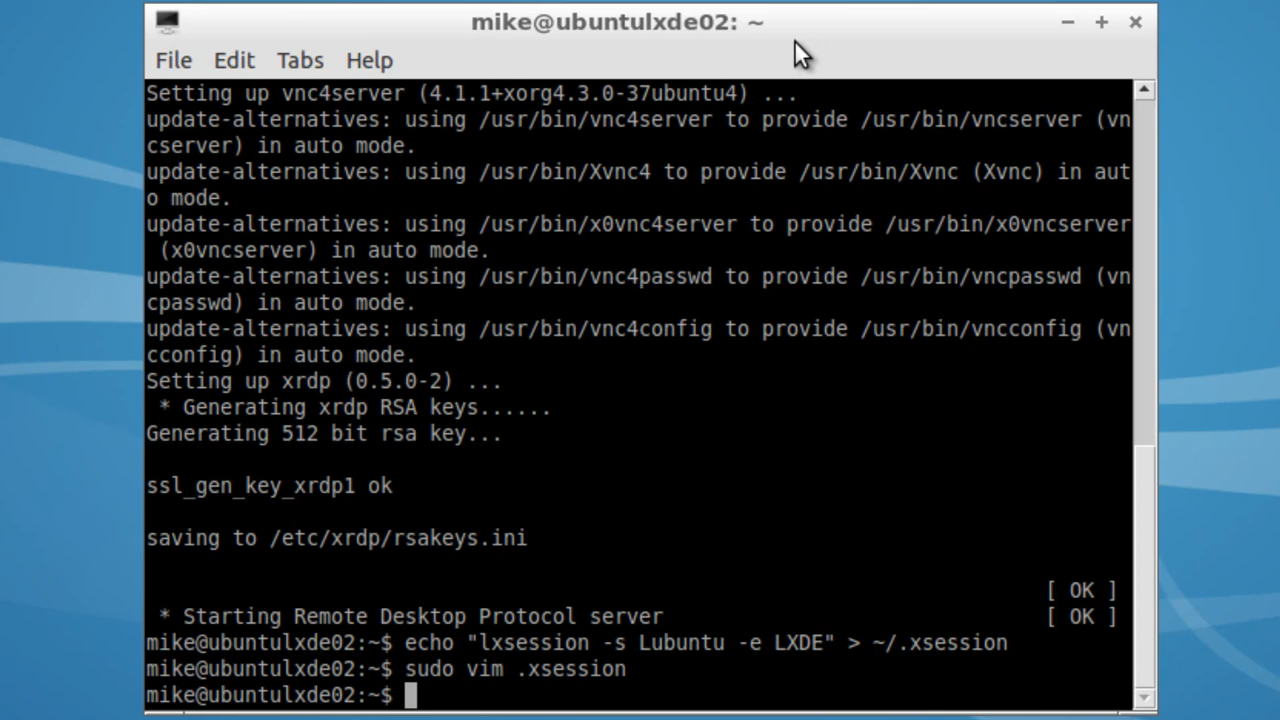 mike@ubuntulxde02: ~
File Edit Tabs Help
Setting up vnc4server (4.1.1+xorg4.3.0-37ubuntu4) ...
update-alternatives: using /usr/bin/vnc4server to provide /usr/bin/vncserver (vn
cserver) in auto mode.
update-alternatives: using /usr/bin/Xvnc4 to provide /usr/bin/Xvnc (Xvnc) in aut
o mode.
update-alternatives: using /usr/bin/x0vnc4server to provide /usr/bin/x0vncserver
 (x0vncserver) in auto mode.
update-alternatives: using /usr/bin/vnc4passwd to provide /usr/bin/vncpasswd (vn
cpasswd) in auto mode.
update-alternatives: using /usr/bin/vnc4config to provide /usr/bin/vncconfig (vn
cconfig) in auto mode.
Setting up xrdp (0.5.0-2) ...
 * Generating xrdp RSA keys......
Generating 512 bit rsa key...
ssl_gen_key_xrdp1 ok
saving to /etc/xrdp/rsakeys.ini
[ OK ]
 * Starting Remote Desktop Protocol server [ OK ]
mike@ubuntulxde02:~$ echo "lxsession -s Lubuntu -e LXDE" > ~/.xsession
mike@ubuntulxde02:~$ sudo vim .xsession
mike@ubuntulxde02:~$